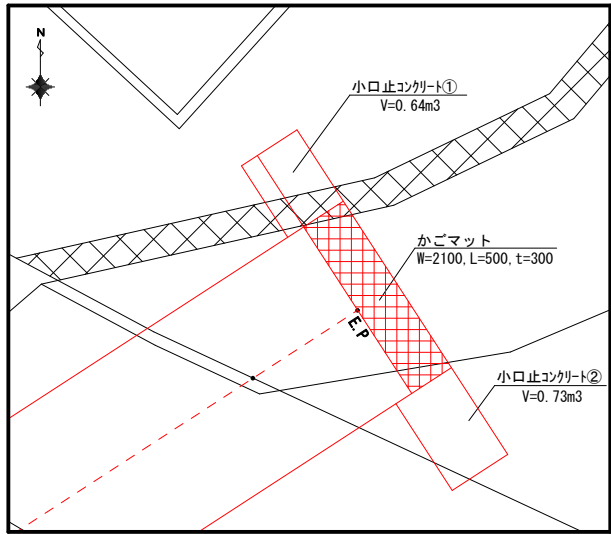 N
小口止ｺﾝｸﾘｰﾄ①
V=0.64m3
かごマット
W=2100,L=500,t=300
E.P
小口止ｺﾝｸﾘｰﾄ②
V=0.73m3